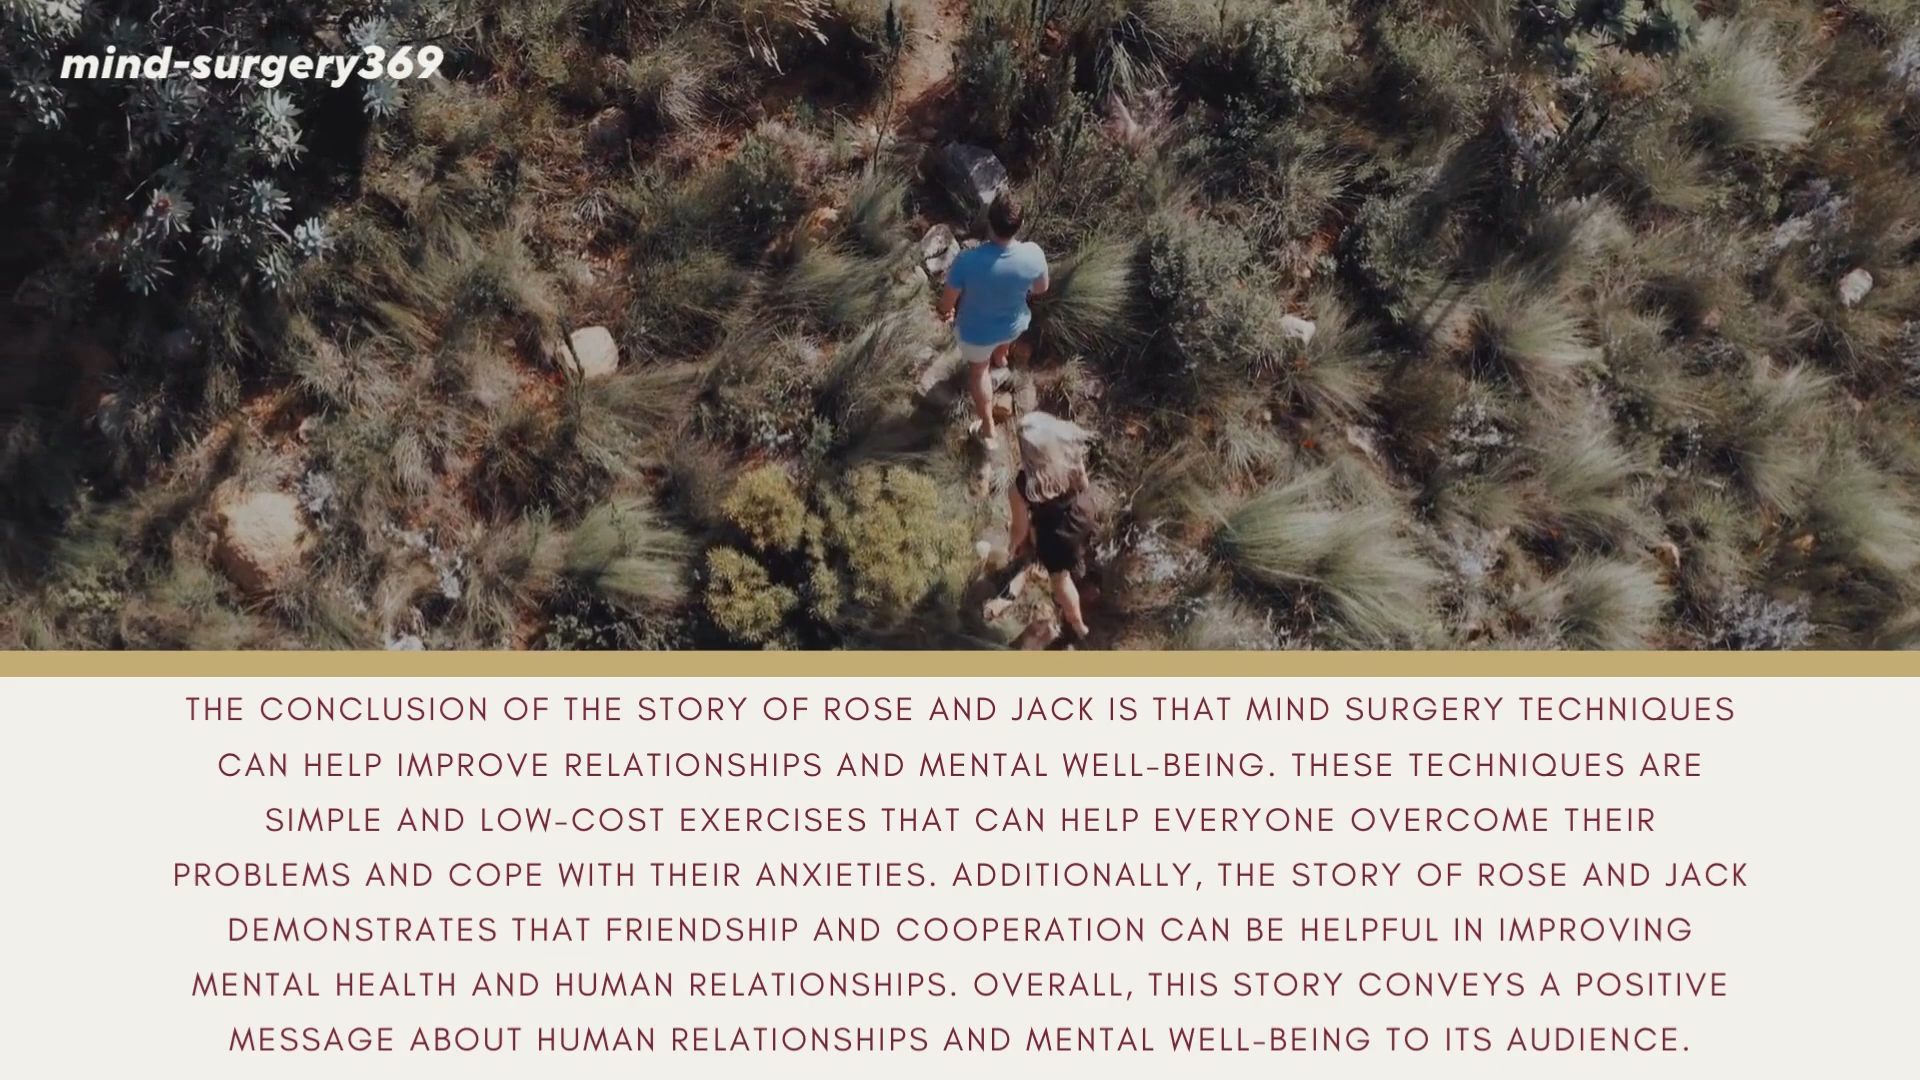 mind-surgery369
THE CONCLUSION OF THE STORY OF ROSE AND JACK IS THAT MIND SURGERY TECHNIQUES
CAN HELP IMPROVE RELATIONSHIPS AND MENTAL WELL-BEING. THESE TECHNIQUES ARE
SIMPLE AND LOW-COST EXERCISES THAT CAN HELP EVERYONE OVERCOME THEIR
PROBLEMS AND COPE WITH THEIR ANXIETIES. ADDITIONALLY, THE STORY OF ROSE AND JACK
DEMONSTRATES THAT FRIENDSHIP AND COOPERATION CAN BE HELPFUL IN IMPROVING
MENTAL HEALTH AND HUMAN RELATIONSHIPS. OVERALL, THIS STORY CONVEYS A POSITIVE
MESSAGE ABOUT HUMAN RELATIONSHIPS AND MENTAL WELL-BEING TO ITS AUDIENCE.